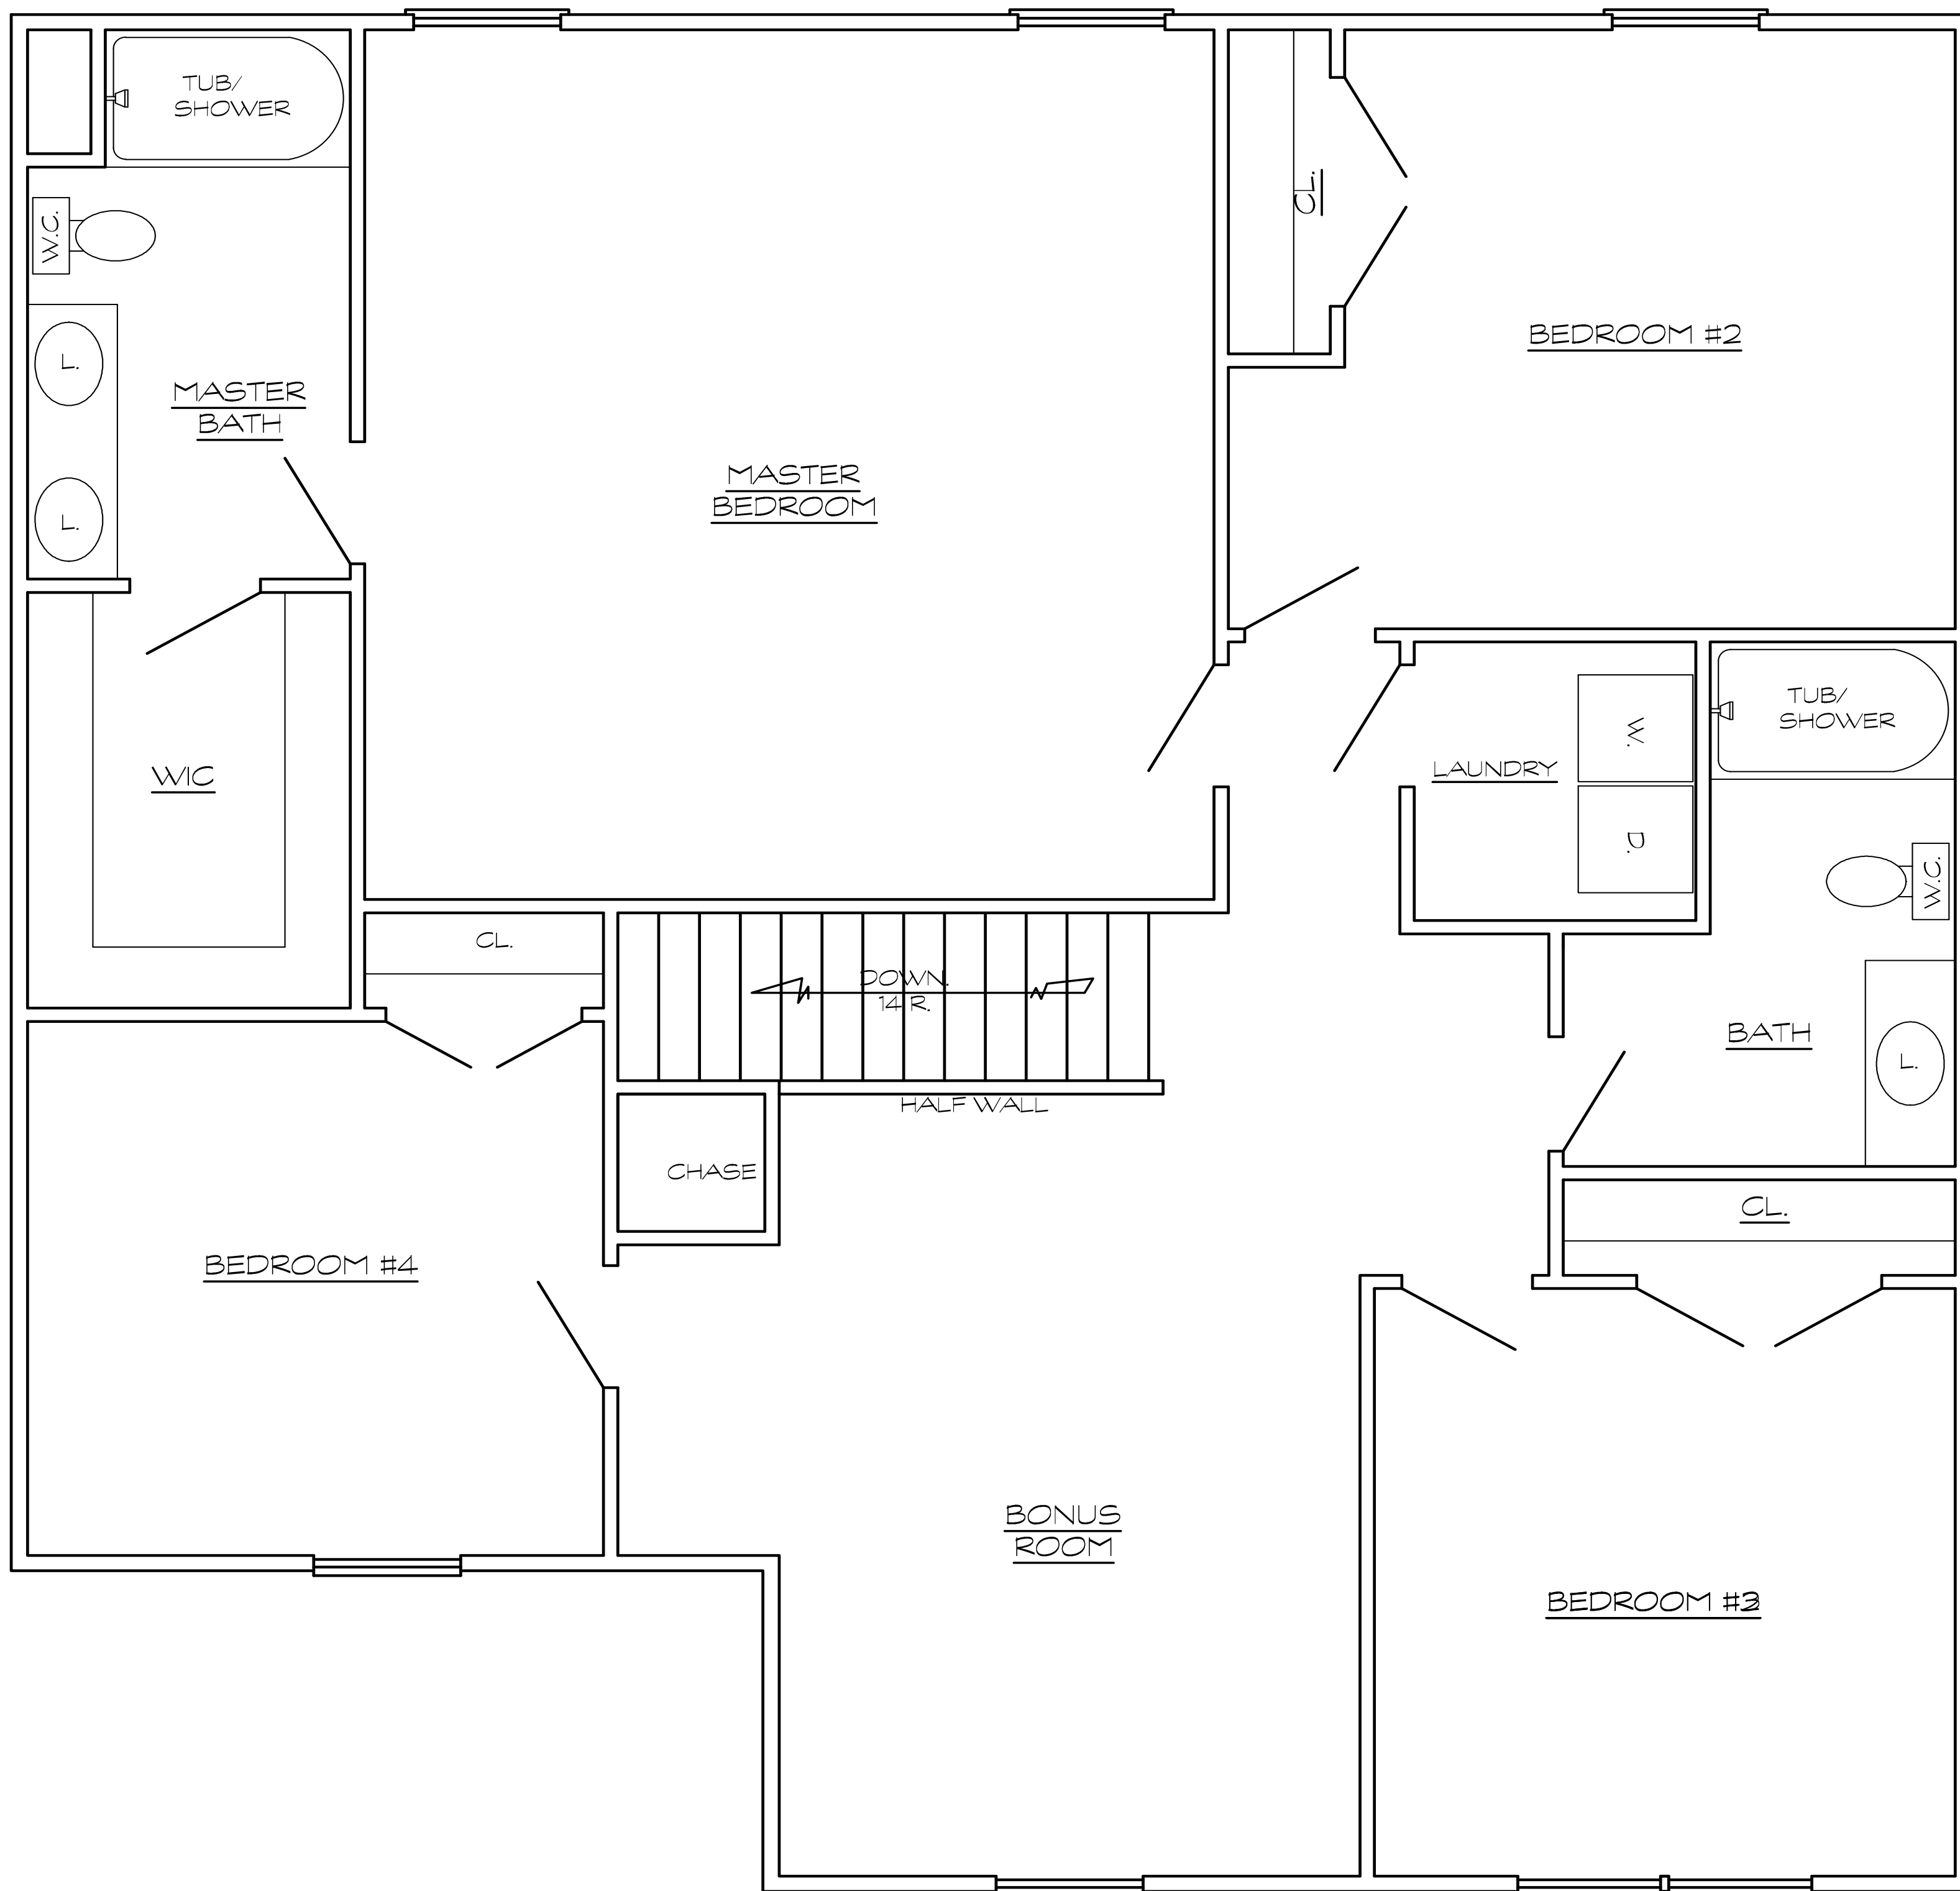 TUB/
SHOWER
W.C.
L.
MASTER
BATH
L.
WIC
MASTER
BEDROOM
CL.
BEDROOM #2
LAUNDRY
W.
D.
TUB/
SHOWER
W.C.
BATH
L.
CL.
DOWN.
14 R.
HALF WALL
CHASE
CL.
BEDROOM #4
BONUS
ROOM
BEDROOM #3